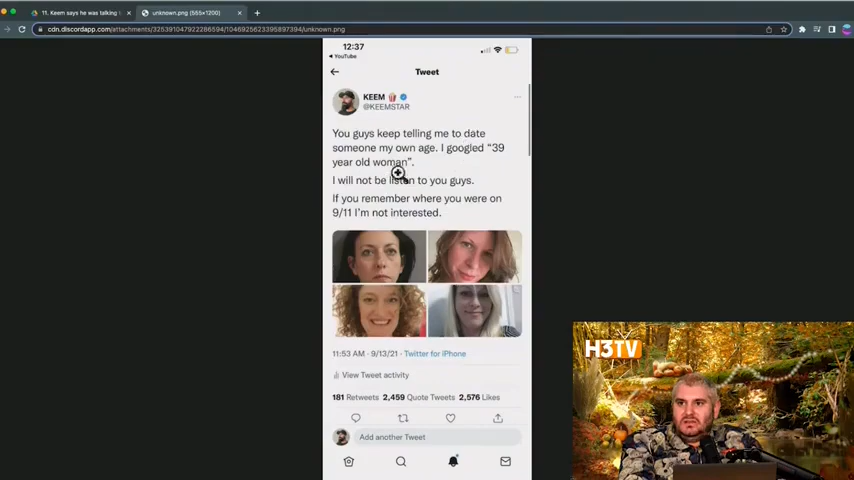 11. Keem says he was talking t
unknown.png (555×1200)
cdn.discordapp.com/attachments/325391047922286594/1046925623395897394/unknown.png
12:37
YouTube
Tweet
KEEM
@KEEMSTAR
You guys keep telling me to date
someone my own age. I googled “39
year old woman”.
I will not be listen to you guys.
If you remember where you were on
9/11 I’m not interested.
11:53 AM · 9/13/21 · Twitter for iPhone
View Tweet activity
181 Retweets 2,459 Quote Tweets 2,576 Likes
Add another Tweet
H3TV